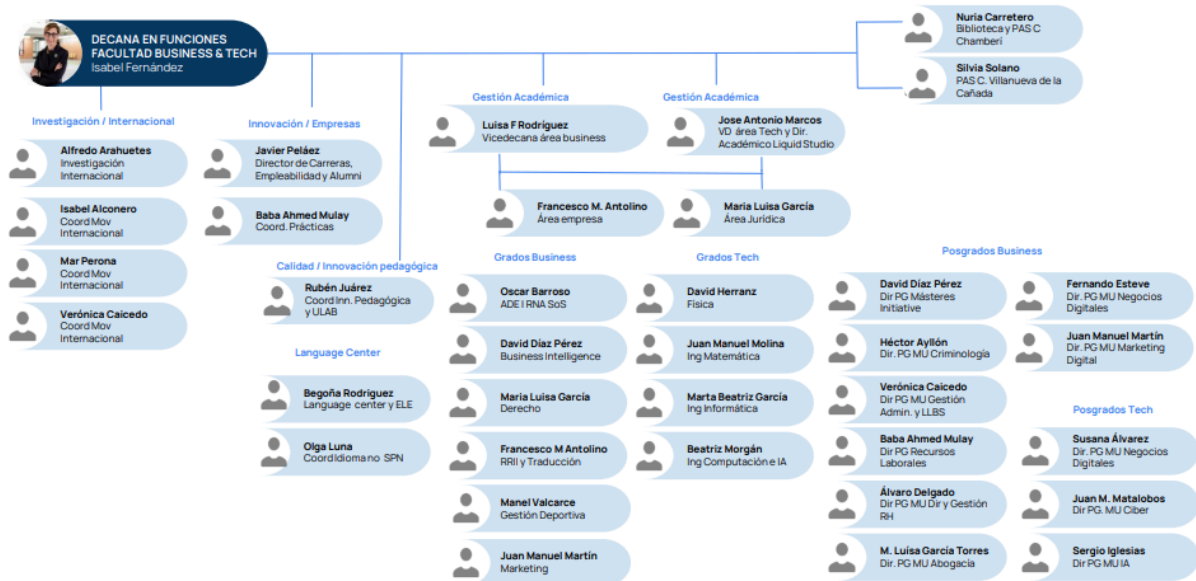 DECANA EN FUNCIONES
FACULTAD BUSINESS & TECH
Isabel Fernández
Nuria Carretero
Biblioteca y PAS C
Chamberí
Silvia Solano
PAS C. Villanueva de la
Cañada
Investigación / Internacional
Alfredo Arahuetes
Investigación
Internacional
Isabel Alconero
Coord Mov
Internacional
Mar Perona
Coord Mov
Internacional
Verónica Caicedo
Coord Mov
Internacional
Innovación / Empresas
Javier Peláez
Director de Carreras,
Empleabilidad y Alumni
Baba Ahmed Mulay
Coord. Prácticas
Gestión Académica
Luisa F Rodríguez
Vicedecana área business
Gestión Académica
Jose Antonio Marcos
VD área Tech y Dir.
Académico Liquid Studio
Francesco M. Antolino
Área empresa
Maria Luisa García
Área Jurídica
Calidad / Innovación pedagógica
Rubén Juárez
Coord Inn. Pedagógica
y ULAB
Language Center
Begoña Rodriguez
Language center y ELE
Olga Luna
Coord Idioma no SPN
Grados Business
Oscar Barroso
ADE I RNA SoS
David Díaz Pérez
Business Intelligence
Maria Luisa García
Derecho
Francesco M Antolino
RRII y Traducción
Manel Valcarce
Gestión Deportiva
Juan Manuel Martín
Marketing
Grados Tech
David Herranz
Física
Juan Manuel Molina
Ing Matemática
Marta Beatriz García
Ing Informática
Beatriz Morgán
Ing Computación e IA
Posgrados Business
David Díaz Pérez
Dir PG Másteres
Initiative
Héctor Ayllón
Dir. PG MU Criminología
Verónica Caicedo
Dir PG MU Gestión
Admin. y LLBS
Baba Ahmed Mulay
Dir PG Recursos
Laborales
Álvaro Delgado
Dir PG MU Dir y Gestión
RH
M. Luisa García Torres
Dir. PG MU Abogacía
Fernando Esteve
Dir. PG MU Negocios
Digitales
Juan Manuel Martín
Dir. PG MU Marketing
Digital
Posgrados Tech
Susana Álvarez
Dir. PG MU Negocios
Digitales
Juan M. Matalobos
Dir PG. MU Ciber
Sergio Iglesias
Dir PG MU IA